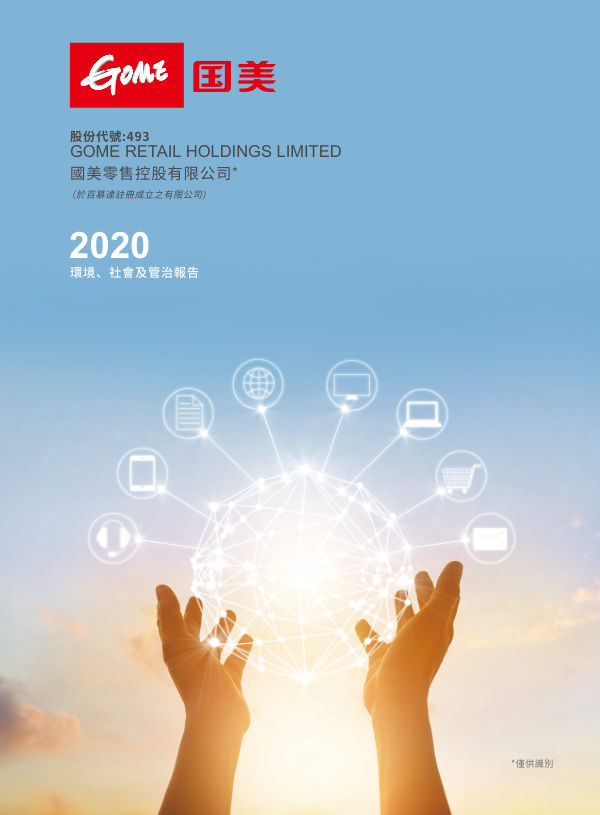 GOME 国美
股份代號:493
GOME RETAIL HOLDINGS LIMITED
國美零售控股有限公司*
(於百慕達註冊成立之有限公司)
2020
環境、社會及管治報告
*僅供識別